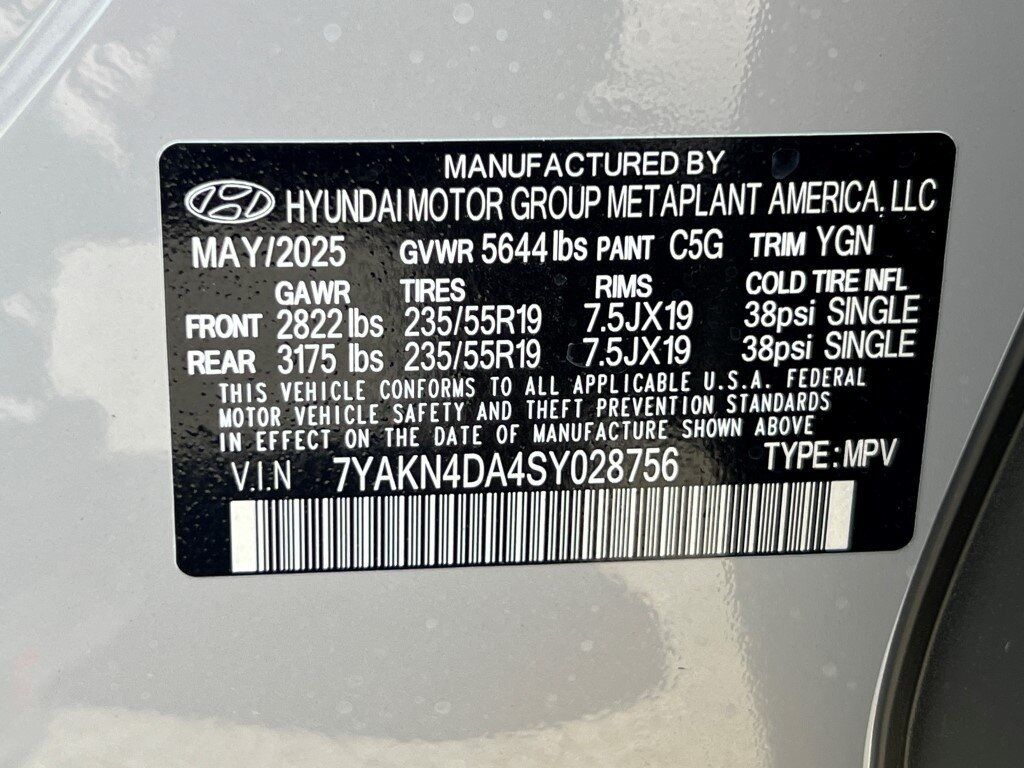 MANUFACTURED BY
HYUNDAI MOTOR GROUP METAPLANT AMERICA, LLC
MAY/2025 GVWR 5644 lbs PAINT C5G TRIM YGN
GAWR TIRES RIMS COLD TIRE INFL
FRONT 2822 lbs 235/55R19 7.5JX19 38psi SINGLE
REAR 3175 lbs 235/55R19 7.5JX19 38psi SINGLE
THIS VEHICLE CONFORMS TO ALL APPLICABLE U.S.A. FEDERAL
MOTOR VEHICLE SAFETY AND THEFT PREVENTION STANDARDS
IN EFFECT ON THE DATE OF MANUFACTURE SHOWN ABOVE
V.I.N 7YAKN4DA4SY028756 TYPE: MPV